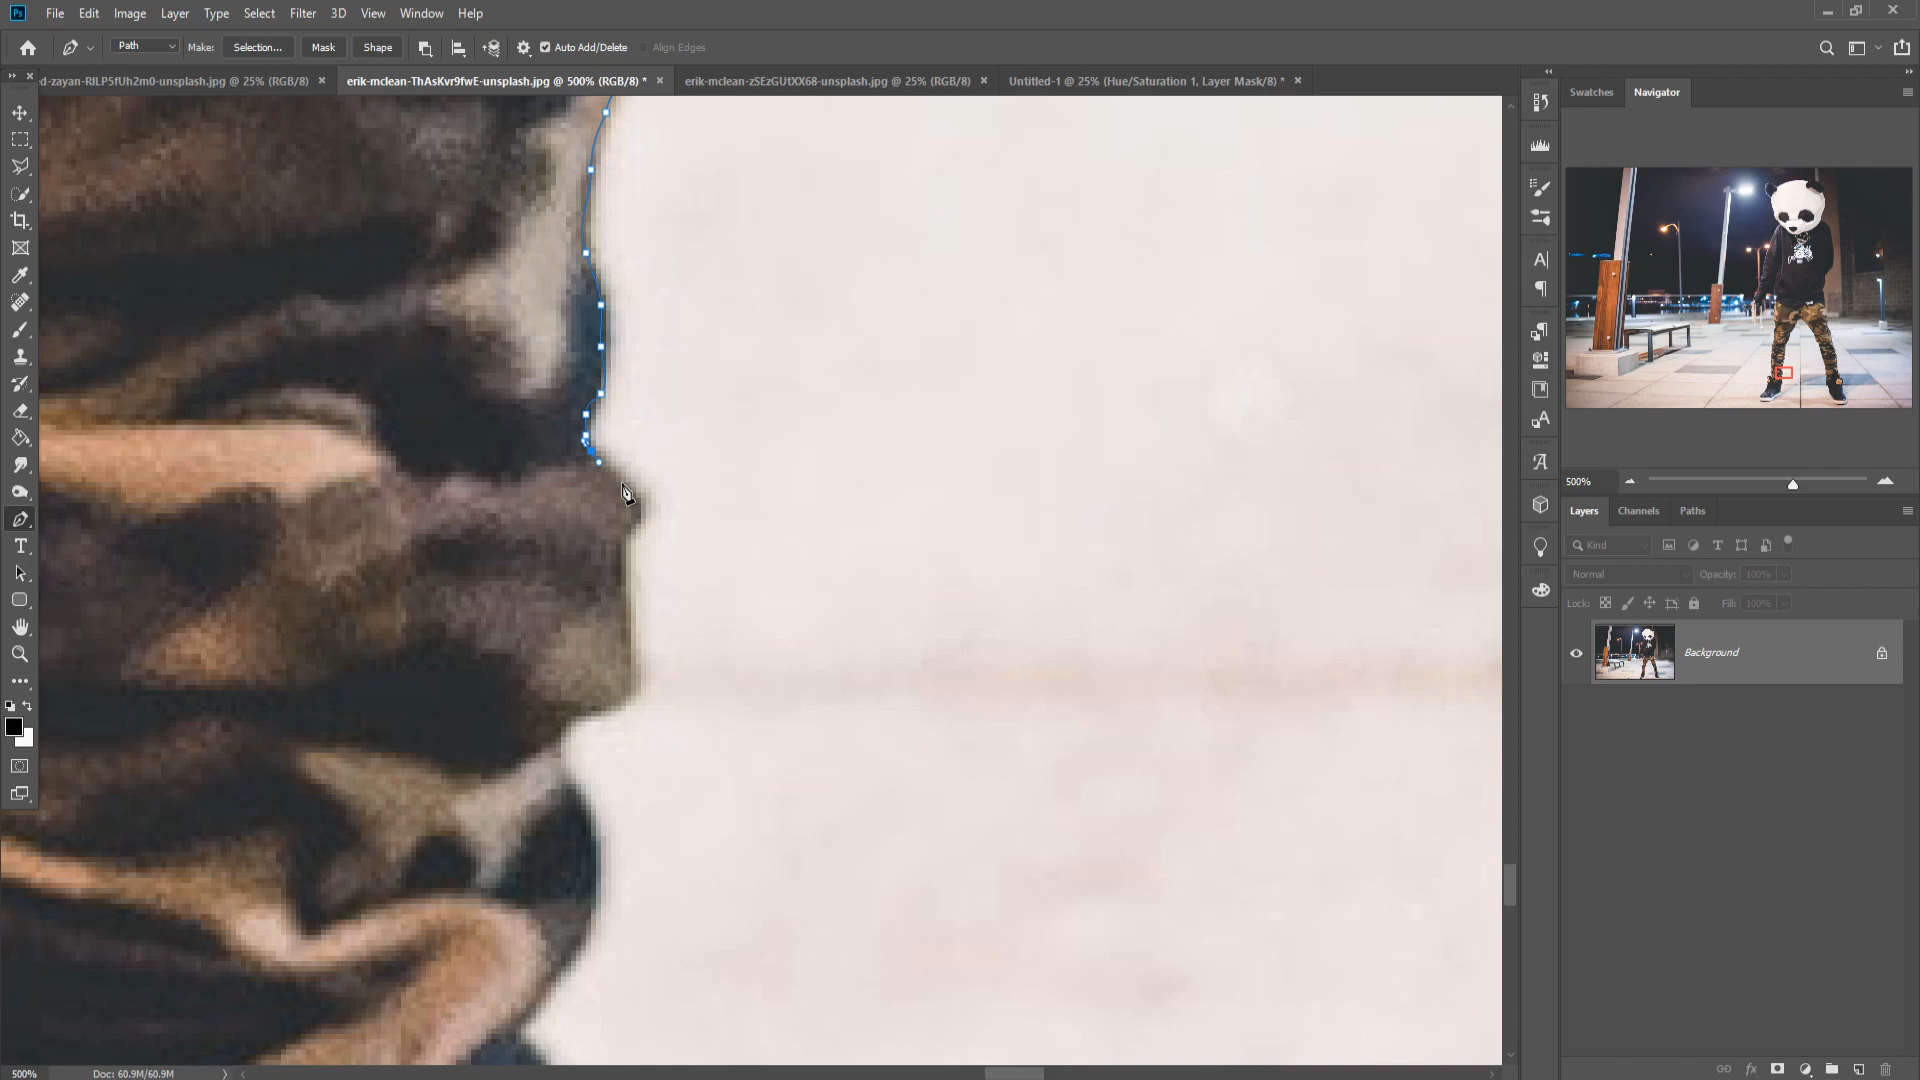 Ps File Edit Image Layer Type Select Filter 3D View Window Help
Path Make: Selection... Mask Shape Auto Add/Delete Align Edges
d-zayan-RlLP5fUh2m0-unsplash.jpg @ 25% (RGB/8) erik-mclean-ThAsKvr9fwE-unsplash.jpg @ 500% (RGB/8) * erik-mclean-zSEzGUtXX68-unsplash.jpg @ 25% (RGB/8) Untitled-1 @ 25% (Hue/Saturation 1, Layer Mask/8) *
Swatches Navigator
500%
Layers Channels Paths
Kind
Normal Opacity: 100%
Lock: Fill: 100%
Background
500% Doc: 60.9M/60.9M